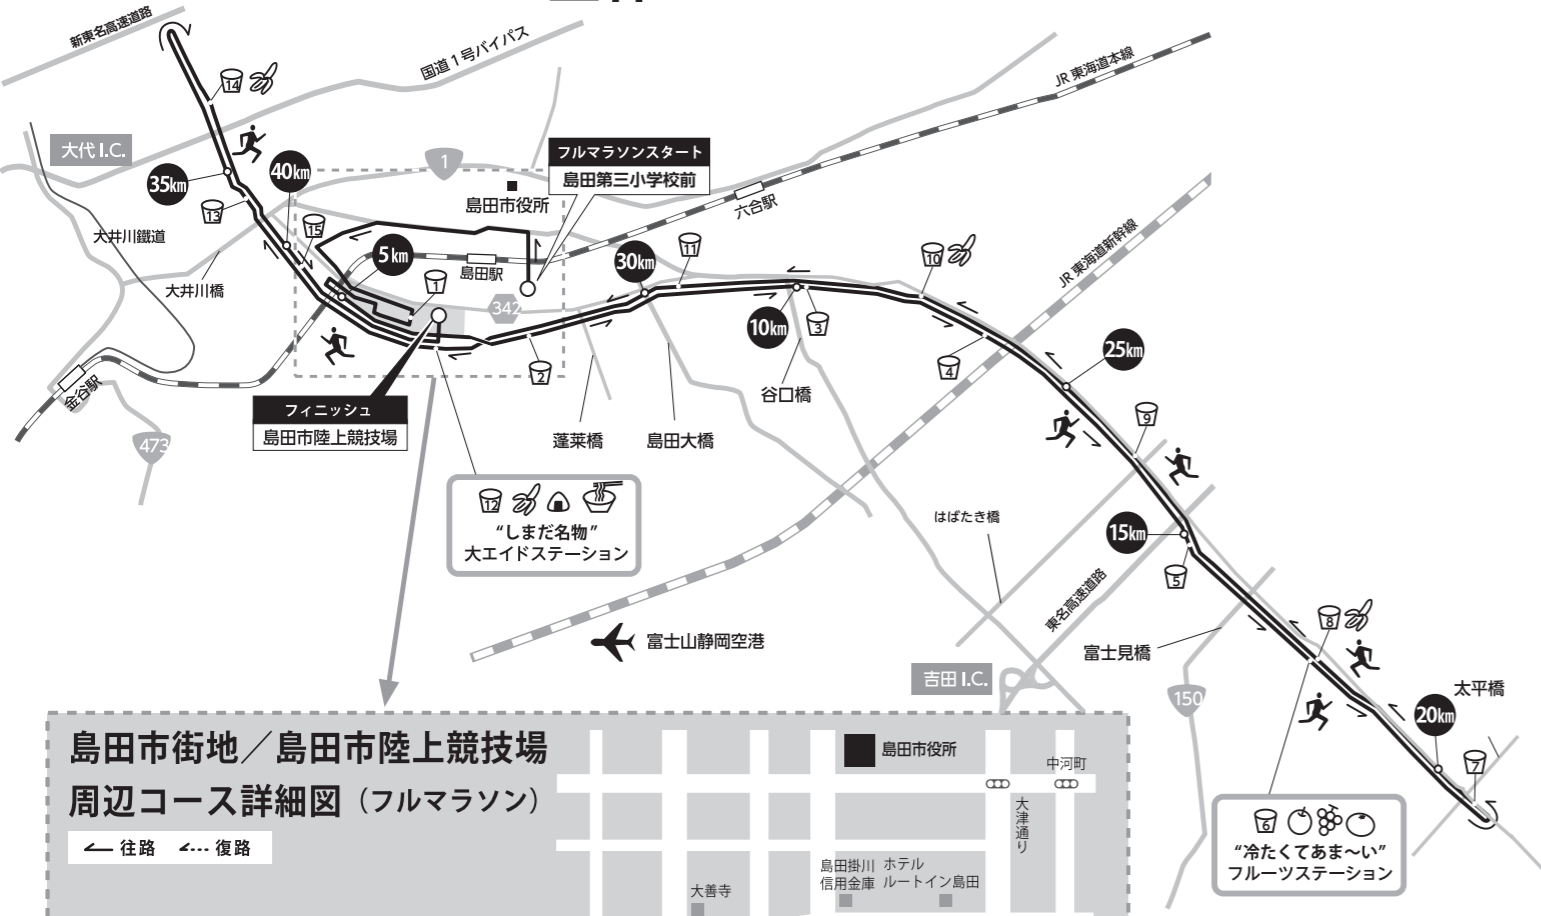 新東名高速道路
国道1号バイパス
JR 東海道本線
14
大代 I.C.
35km
40km
1
フルマラソンスタート
島田第三小学校前
島田市役所
六合駅
13
15
大井川鐵道
大井川橋
5km
島田駅
1
30km
11
10
JR 東海道新幹線
342
10km
3
2
4
25km
金谷駅
473
フィニッシュ
島田市陸上競技場
蓬莱橋
島田大橋
谷口橋
9
12
“しまだ名物”
大エイドステーション
はばたき橋
15km
5
東名高速道路
富士山静岡空港
吉田 I.C.
富士見橋
8
150
太平橋
20km
7
6
“冷たくてあま〜い”
フルーツステーション
島田市街地／島田市陸上競技場
周辺コース詳細図（フルマラソン）
往路 復路
島田市役所
中河町
大津通り
島田掛川
信用金庫
ホテル
ルートイン島田
大善寺